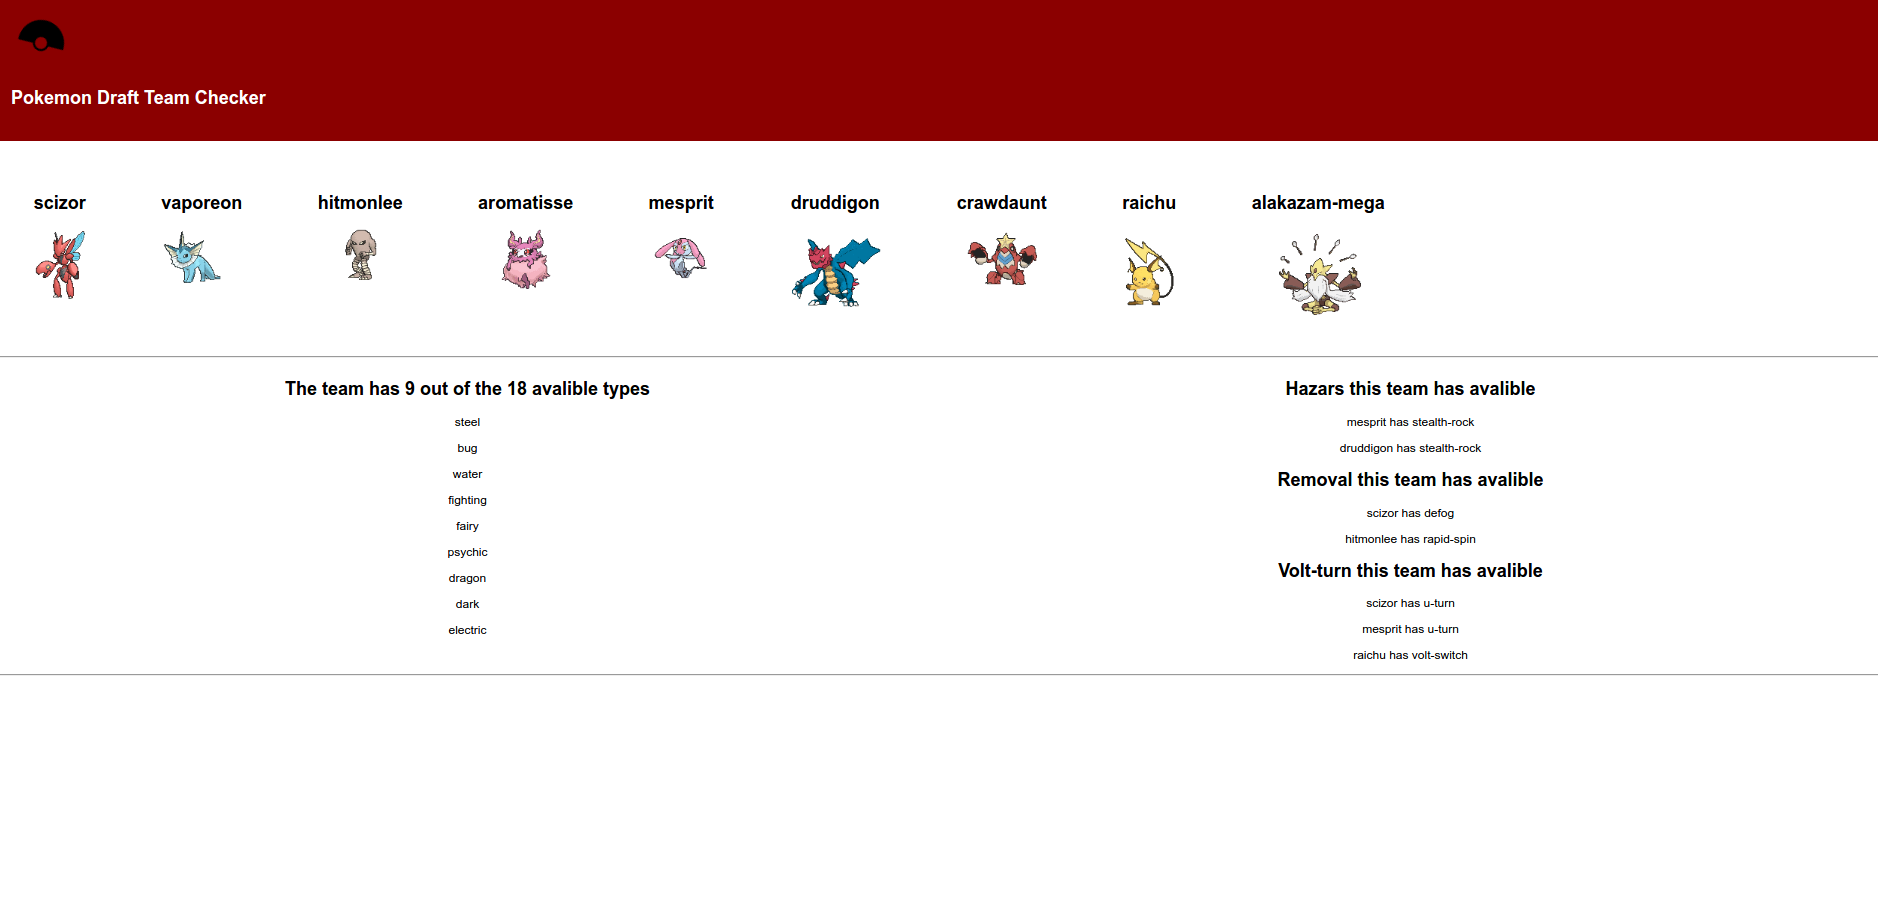 Pokemon Draft Team Checker
scizor vaporeon hitmonlee aromatisse mesprit druddigon crawdaunt raichu alakazam-mega
The team has 9 out of the 18 avalible types
steel
bug
water
fighting
fairy
psychic
dragon
dark
electric
Hazars this team has avalible
mesprit has stealth-rock
druddigon has stealth-rock
Removal this team has avalible
scizor has defog
hitmonlee has rapid-spin
Volt-turn this team has avalible
scizor has u-turn
mesprit has u-turn
raichu has volt-switch